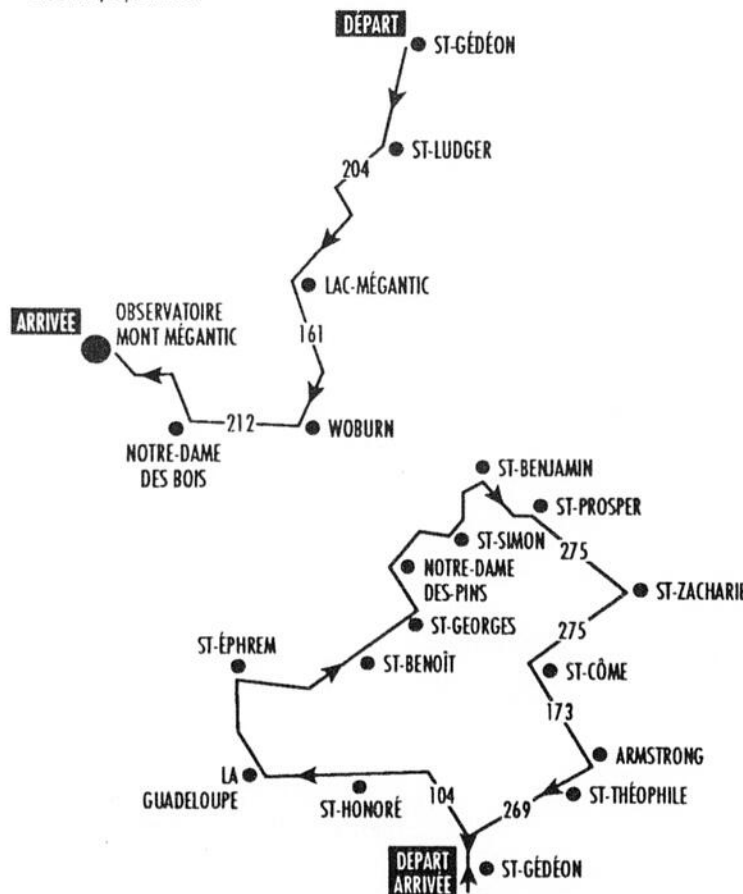 DÉPART
ST-GÉDÉON
ST-LUDGER
204
LAC-MÉGANTIC
161
ARRIVÉE
OBSERVATOIRE
MONT MÉGANTIC
212
WOBURN
NOTRE-DAME
DES BOIS
ST-BENJAMIN
ST-PROSPER
ST-SIMON
275
NOTRE-DAME
DES-PINS
ST-ZACHARIE
ST-GEORGES
275
ST-ÉPHREM
ST-BENOÎT
ST-CÔME
173
ARMSTRONG
LA
GUADELOUPE
ST-HONORÉ
104
269
ST-THÉOPHILE
DÉPART
ARRIVÉE
ST-GÉDÉON